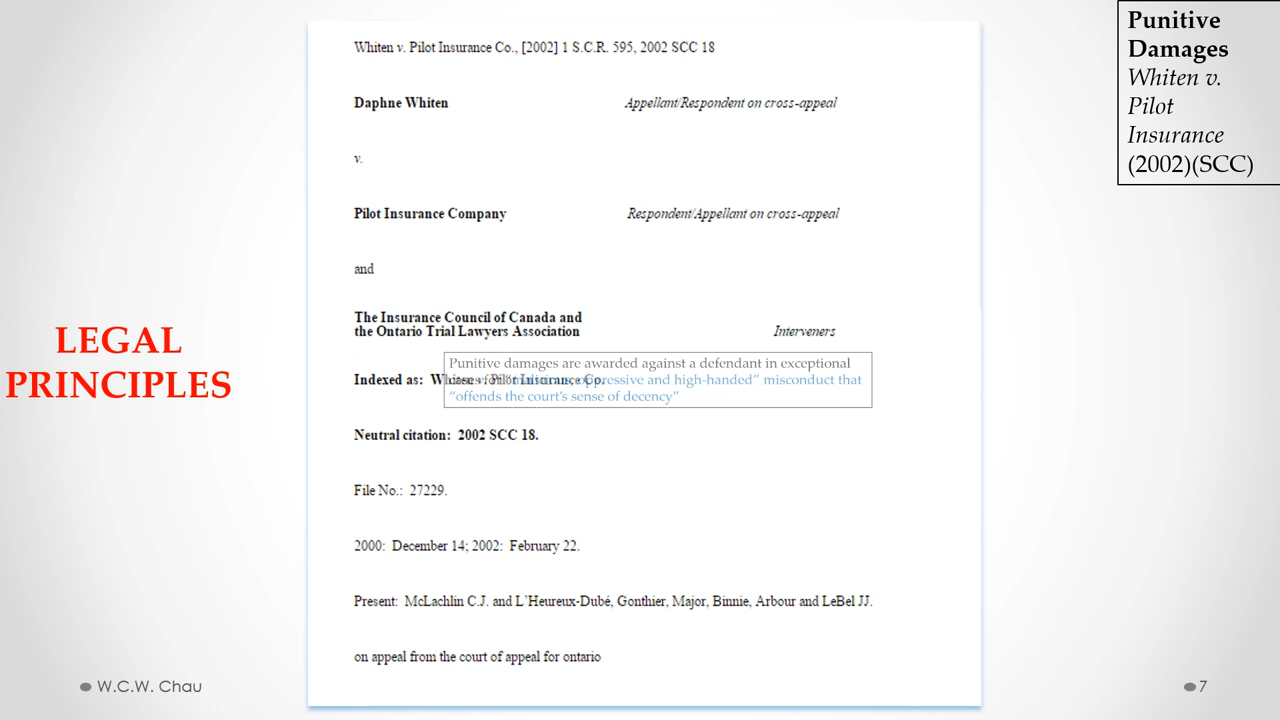 Whiten v. Pilot Insurance Co., [2002] 1 S.C.R. 595, 2002 SCC 18
Daphne Whiten Appellant/Respondent on cross-appeal
v.
Pilot Insurance Company Respondent/Appellant on cross-appeal
and
The Insurance Council of Canada and
the Ontario Trial Lawyers Association Interveners
Indexed as: Whiten v. Pilot Insurance Co.
Punitive damages are awarded against a defendant in exceptional
oppressive and high-handed” misconduct that
“offends the court’s sense of decency”
Neutral citation: 2002 SCC 18.
File No.: 27229.
2000: December 14; 2002: February 22.
Present: McLachlin C.J. and L'Heureux-Dubé, Gonthier, Major, Binnie, Arbour and LeBel JJ.
on appeal from the court of appeal for ontario
LEGAL
PRINCIPLES
Punitive
Damages
Whiten v.
Pilot
Insurance
(2002)(SCC)
W.C.W. Chau
7